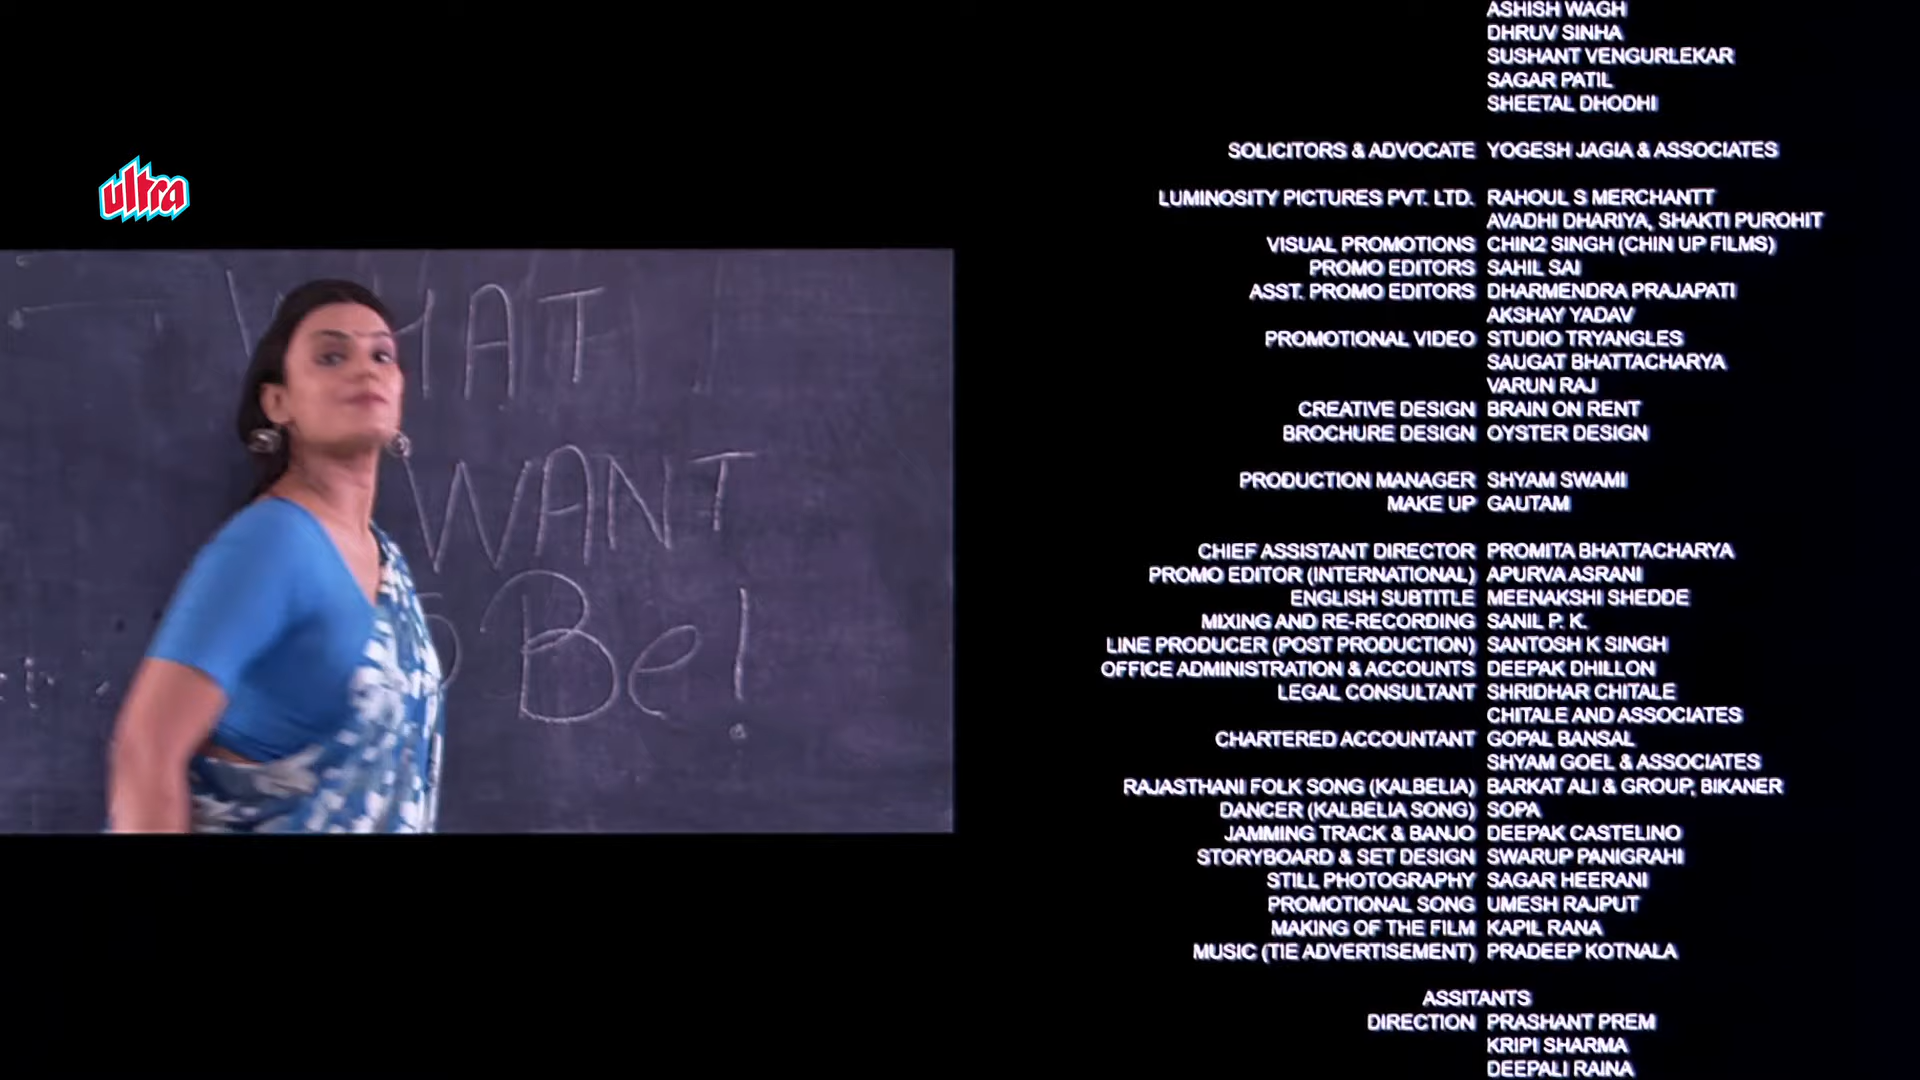 ultra
WHAT I
WANT
Be!
ASHISH WAGH
DHRUV SINHA
SUSHANT VENGURLEKAR
SAGAR PATIL
SHEETAL DHODHI
SOLICITORS & ADVOCATE YOGESH JAGIA & ASSOCIATES
LUMINOSITY PICTURES PVT. LTD. RAHOUL S MERCHANTT
AVADHI DHARIYA, SHAKTI PUROHIT
VISUAL PROMOTIONS CHIN2 SINGH (CHIN UP FILMS)
PROMO EDITORS SAHIL SAI
ASST. PROMO EDITORS DHARMENDRA PRAJAPATI
AKSHAY YADAV
PROMOTIONAL VIDEO STUDIO TRYANGLES
SAUGAT BHATTACHARYA
VARUN RAJ
CREATIVE DESIGN BRAIN ON RENT
BROCHURE DESIGN OYSTER DESIGN
PRODUCTION MANAGER SHYAM SWAMI
MAKE UP GAUTAM
CHIEF ASSISTANT DIRECTOR PROMITA BHATTACHARYA
PROMO EDITOR (INTERNATIONAL) APURVA ASRANI
ENGLISH SUBTITLE MEENAKSHI SHEDDE
MIXING AND RE-RECORDING SANIL P. K.
LINE PRODUCER (POST PRODUCTION) SANTOSH K SINGH
OFFICE ADMINISTRATION & ACCOUNTS DEEPAK DHILLON
LEGAL CONSULTANT SHRIDHAR CHITALE
CHITALE AND ASSOCIATES
CHARTERED ACCOUNTANT GOPAL BANSAL
SHYAM GOEL & ASSOCIATES
RAJASTHANI FOLK SONG (KALBELIA) BARKAT ALI & GROUP, BIKANER
DANCER (KALBELIA SONG) SOPA
JAMMING TRACK & BANJO DEEPAK CASTELINO
STORYBOARD & SET DESIGN SWARUP PANIGRAHI
STILL PHOTOGRAPHY SAGAR HEERANI
PROMOTIONAL SONG UMESH RAJPUT
MAKING OF THE FILM KAPIL RANA
MUSIC (TIE ADVERTISEMENT) PRADEEP KOTNALA
ASSITANTS
DIRECTION PRASHANT PREM
KRIPI SHARMA
DEEPALI RAINA